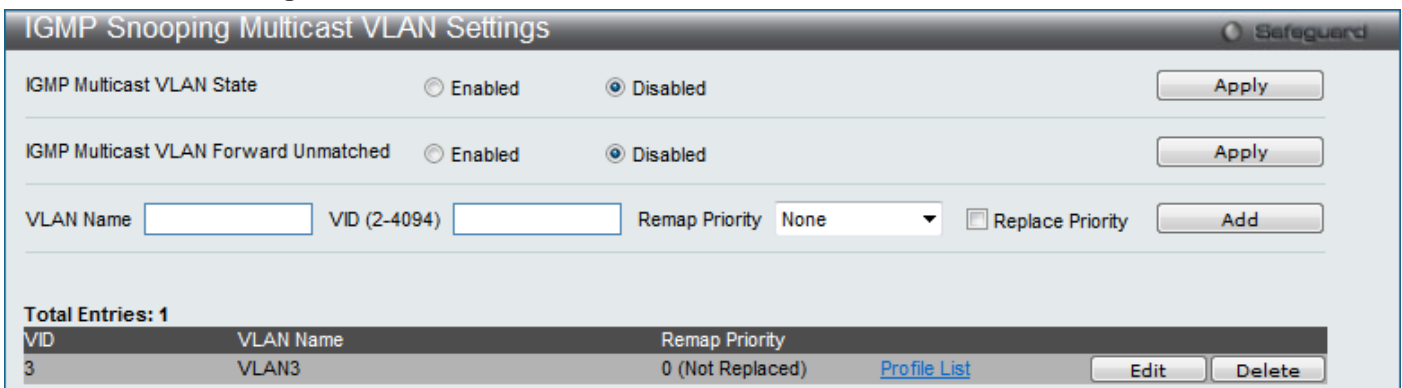 IGMP Snooping Multicast VLAN Settings
Safeguard
IGMP Multicast VLAN State Enabled Disabled Apply
IGMP Multicast VLAN Forward Unmatched Enabled Disabled Apply
VLAN Name VID (2-4094) Remap Priority None Replace Priority Add
Total Entries: 1
VID VLAN Name Remap Priority
3 VLAN3 0 (Not Replaced) Profile List Edit Delete